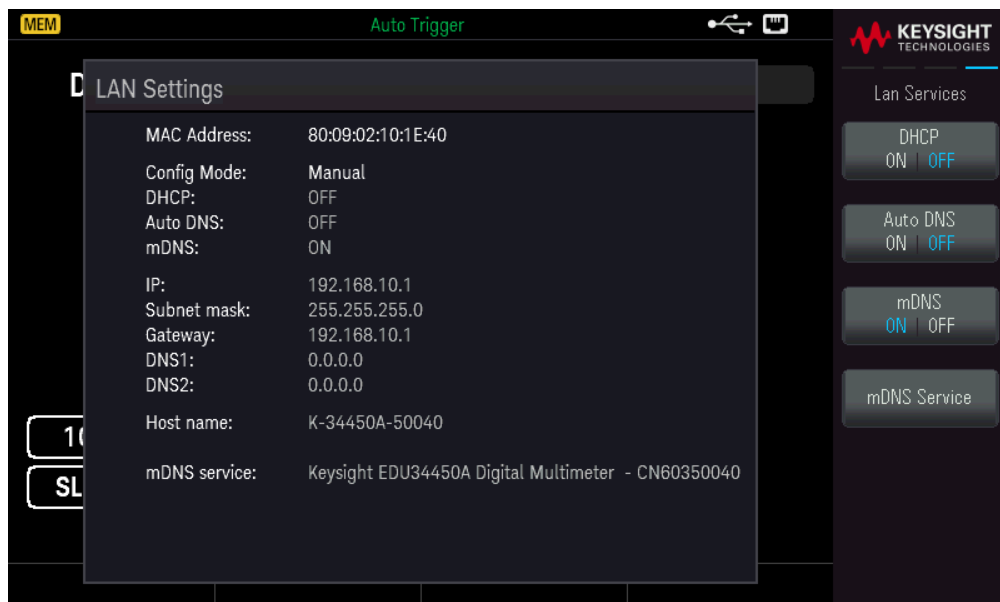 MEM
Auto Trigger
KEYSIGHT
TECHNOLOGIES
D
LAN Settings
MAC Address: 80:09:02:10:1E:40
Config Mode: Manual
DHCP: OFF
Auto DNS: OFF
mDNS: ON
IP: 192.168.10.1
Subnet mask: 255.255.255.0
Gateway: 192.168.10.1
DNS1: 0.0.0.0
DNS2: 0.0.0.0
Host name: K-34450A-50040
mDNS service: Keysight EDU34450A Digital Multimeter - CN60350040
10
SL
Lan Services
DHCP
ON | OFF
Auto DNS
ON | OFF
mDNS
ON | OFF
mDNS Service